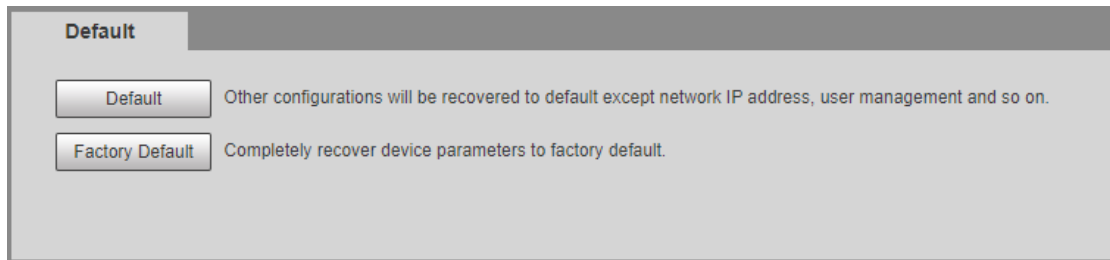 Default
Default Other configurations will be recovered to default except network IP address, user management and so on.
Factory Default Completely recover device parameters to factory default.